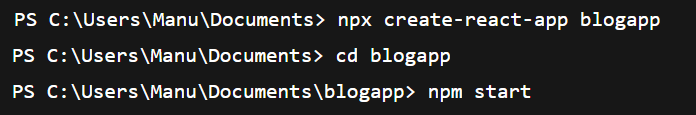 PS C:\Users\Manu\Documents> npx create-react-app blogapp
PS C:\Users\Manu\Documents> cd blogapp
PS C:\Users\Manu\Documents\blogapp> npm start